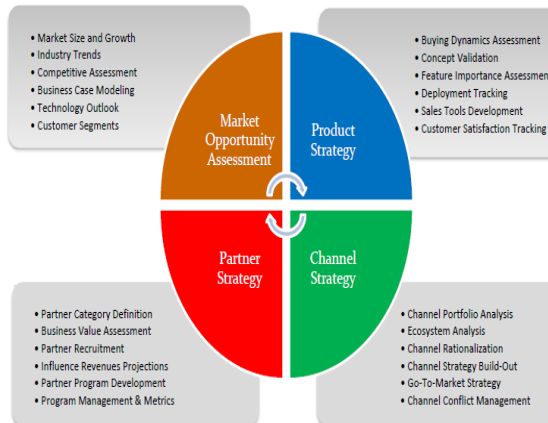 • Market Size and Growth
• Industry Trends
• Competitive Assessment
• Business Case Modeling
• Technology Outlook
• Customer Segments
• Buying Dynamics Assessment
• Concept Validation
• Feature Importance Assessment
• Deployment Tracking
• Sales Tools Development
• Customer Satisfaction Tracking
Market
Opportunity
Assessment
Product
Strategy
Partner
Strategy
Channel
Strategy
• Partner Category Definition
• Business Value Assessment
• Partner Recruitment
• Influence Revenues Projections
• Partner Program Development
• Program Management & Metrics
• Channel Portfolio Analysis
• Ecosystem Analysis
• Channel Rationalization
• Channel Strategy Build-Out
• Go-To-Market Strategy
• Channel Conflict Management